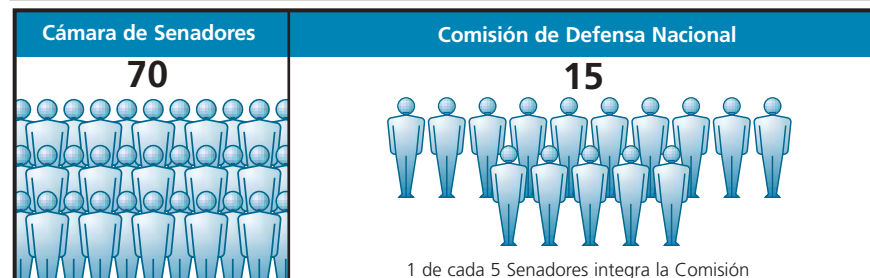 Cámara de Senadores
Comisión de Defensa Nacional
70
15
1 de cada 5 Senadores integra la Comisión